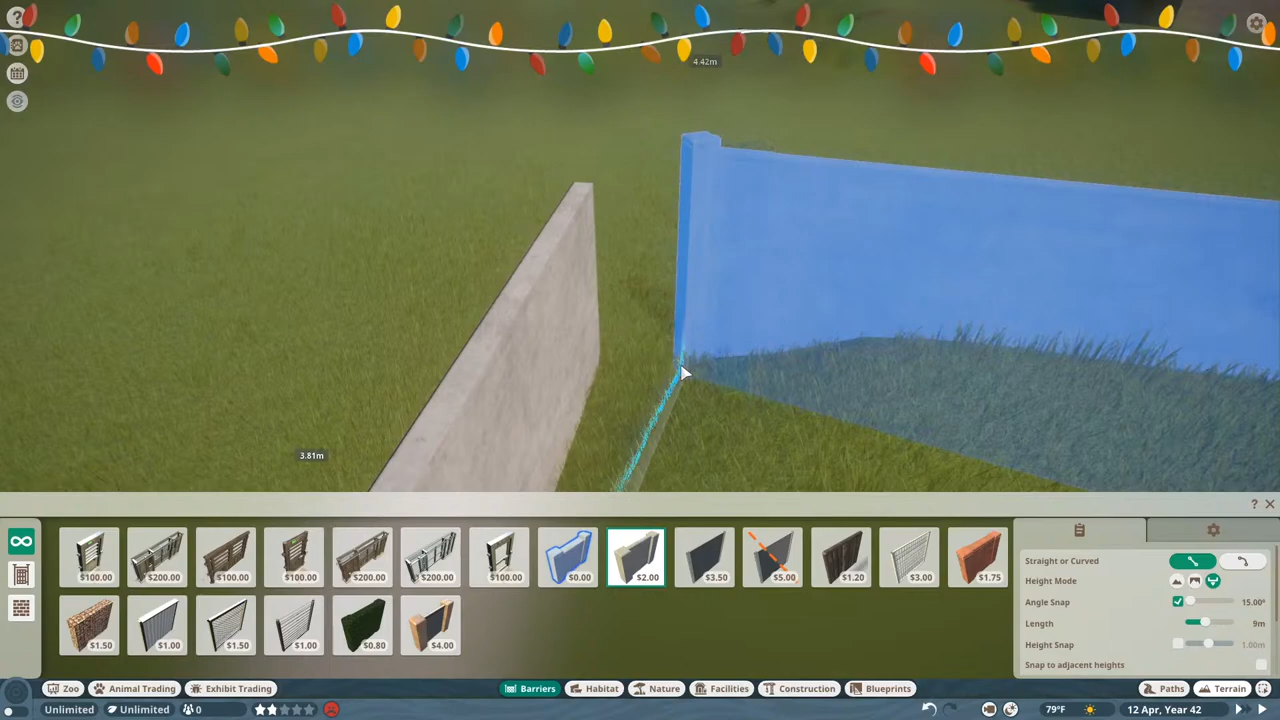 ?
4.42m
3.81m
?
$100.00 $200.00 $100.00 $100.00 $200.00 $200.00 $100.00 $0.00 $2.00 $3.50 $5.00 $1.20 $3.00 $1.75
$1.50 $1.00 $1.50 $1.00 $0.80 $4.00
Straight or Curved
Height Mode
Angle Snap 15.00°
Length 9m
Height Snap 1.00m
Snap to adjacent heights
Zoo Animal Trading Exhibit Trading Barriers Habitat Nature Facilities Construction Blueprints Paths Terrain
Unlimited Unlimited 0 79°F 12 Apr, Year 42